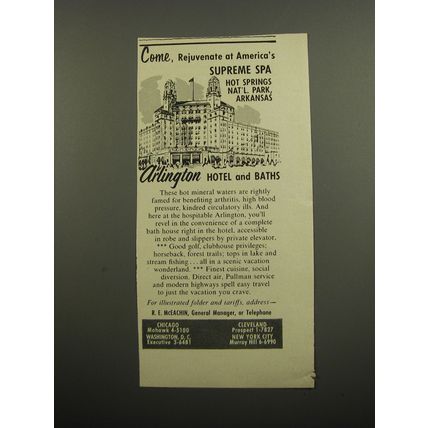 Come, Rejuvenate at America's
SUPREME SPA
HOT SPRINGS
NAT'L. PARK,
ARKANSAS
Arlington HOTEL and BATHS
These hot mineral waters are rightly
famed for benefiting arthritis, high blood
pressure, kindred circulatory ills. And
here at the hospitable Arlington, you'll
revel in the convenience of a complete
bath house right in the hotel, accessible
in robe and slippers by private elevator.
*** Good golf, clubhouse privileges;
horseback, forest trails; tops in lake and
stream fishing . . . all in a scenic vacation
wonderland. *** Finest cuisine, social
diversion. Direct air, Pullman service
and modern highways spell easy travel
to just the vacation you crave.
For illustrated folder and tariffs, address—
R. E. McEACHIN, General Manager, or Telephone
CHICAGO
Mohawk 4-5100
WASHINGTON, D. C.
Executive 3-6481
CLEVELAND
Prospect 1-7827
NEW YORK CITY
Murray Hill 6-6990